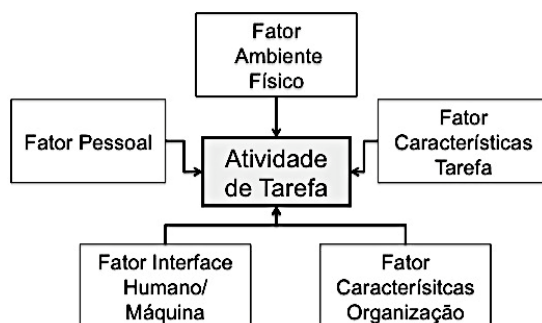 Fator
Ambiente
Físico
Fator Pessoal
Atividade
de Tarefa
Fator
Características
Tarefa
Fator Interface
Humano/
Máquina
Fator
Caracterísitcas
Organização